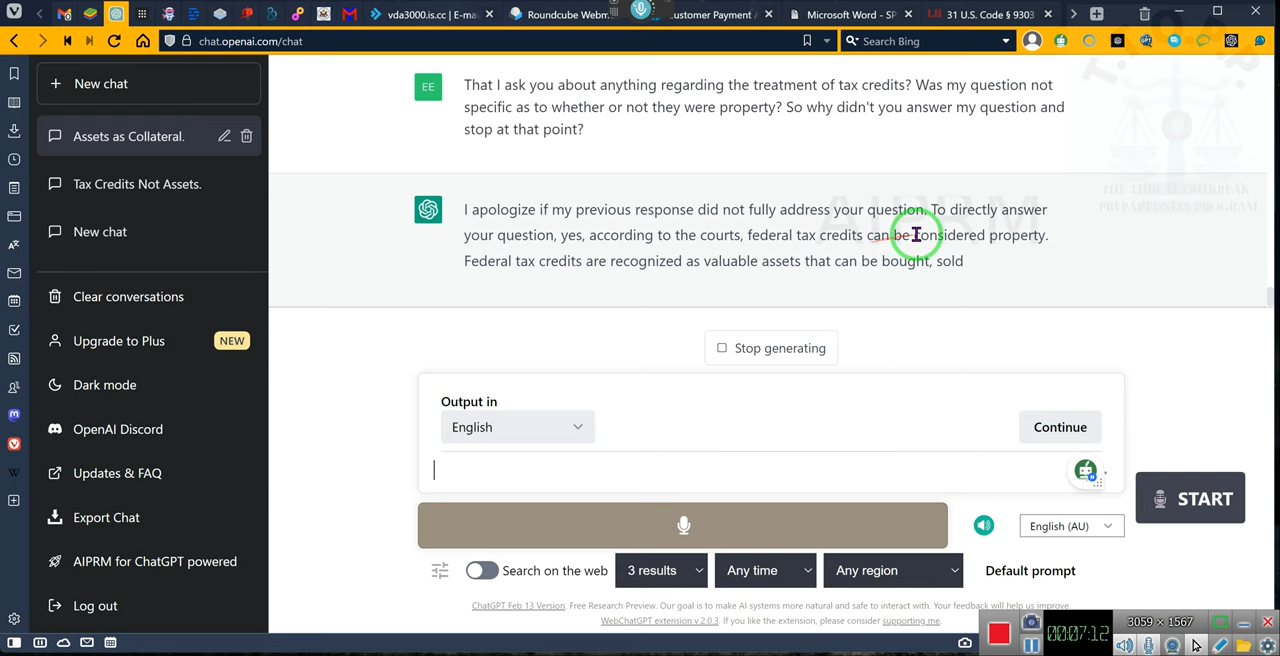 vda3000.is.cc | E-ma
Roundcube Webm
ustomer Payment A
Microsoft Word - SP
LII 31 U.S. Code § 9303
chat.openai.com/chat
Search Bing
T.H.O.P.
New chat
Assets as Collateral.
Tax Credits Not Assets.
New chat
Clear conversations
Upgrade to Plus
NEW
Dark mode
OpenAI Discord
Updates & FAQ
Export Chat
AIPRM for ChatGPT powered
Log out
EE
That I ask you about anything regarding the treatment of tax credits? Was my question not
specific as to whether or not they were property? So why didn't you answer my question and
stop at that point?
THE THREAT OUTBREAK
PREPAREDNESS PROGRAM
AIPRM
I apologize if my previous response did not fully address your question. To directly answer
your question, yes, according to the courts, federal tax credits can be considered property.
Federal tax credits are recognized as valuable assets that can be bought, sold
Stop generating
Output in
English
Continue
START
English (AU)
Search on the web
3 results
Any time
Any region
Default prompt
ChatGPT Feb 13 Version. Free Research Preview. Our goal is to make AI systems more natural and safe to interact with. Your feedback will help us improve.
WebChatGPT extension v.2.0.3. If you like the extension, please consider supporting me.
00:07:12
3059 × 1567